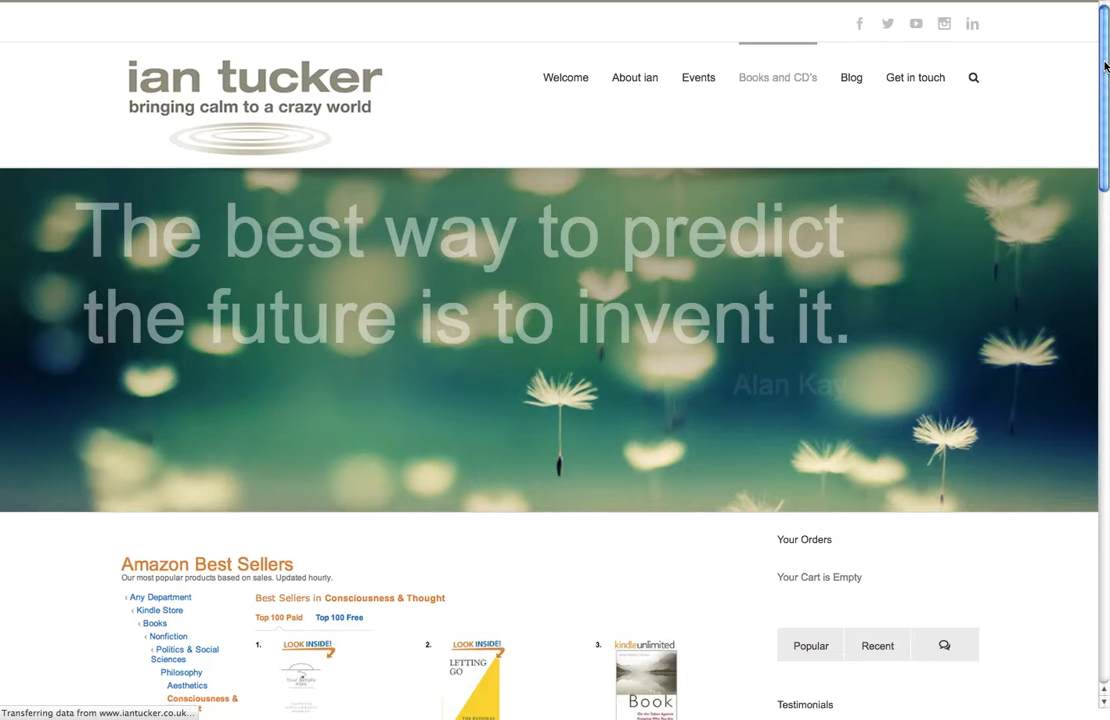 ian tucker
bringing calm to a crazy world
Welcome
About ian
Events
Books and CD's
Blog
Get in touch
The best way to predict
the future is to invent it.
Alan Kay
Amazon Best Sellers
Our most popular products based on sales. Updated hourly.
‹ Any Department
‹ Kindle Store
‹ Books
‹ Nonfiction
‹ Politics & Social
Sciences
Philosophy
Aesthetics
Consciousness &
Best Sellers in Consciousness & Thought
Top 100 Paid
Top 100 Free
1.
LOOK INSIDE!
Your Simple
Path
2.
LOOK INSIDE!
LETTING
GO
3.
kindleunlimited
Book
Your Orders
Your Cart is Empty
Popular
Recent
Testimonials
Transferring data from www.iantucker.co.uk...